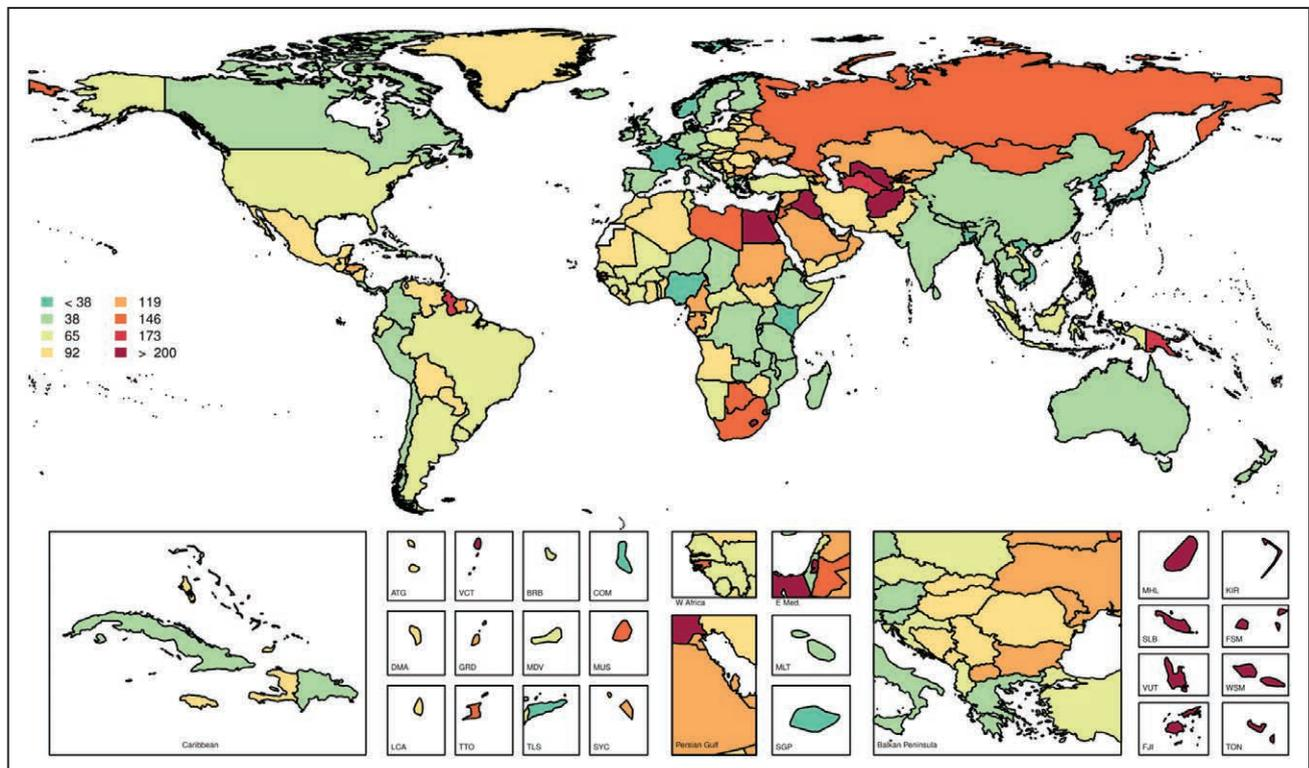 < 38
38
65
92
119
146
173
> 200
Caribbean
ATG
VCT
BRB
COM
DMA
GRD
MDV
MUS
LCA
TTO
TLS
SYC
W Africa
E Med.
Persian Gulf
MLT
SGP
Balkan Peninsula
MHL
KIR
SLB
FSM
VUT
WSM
FJI
TON